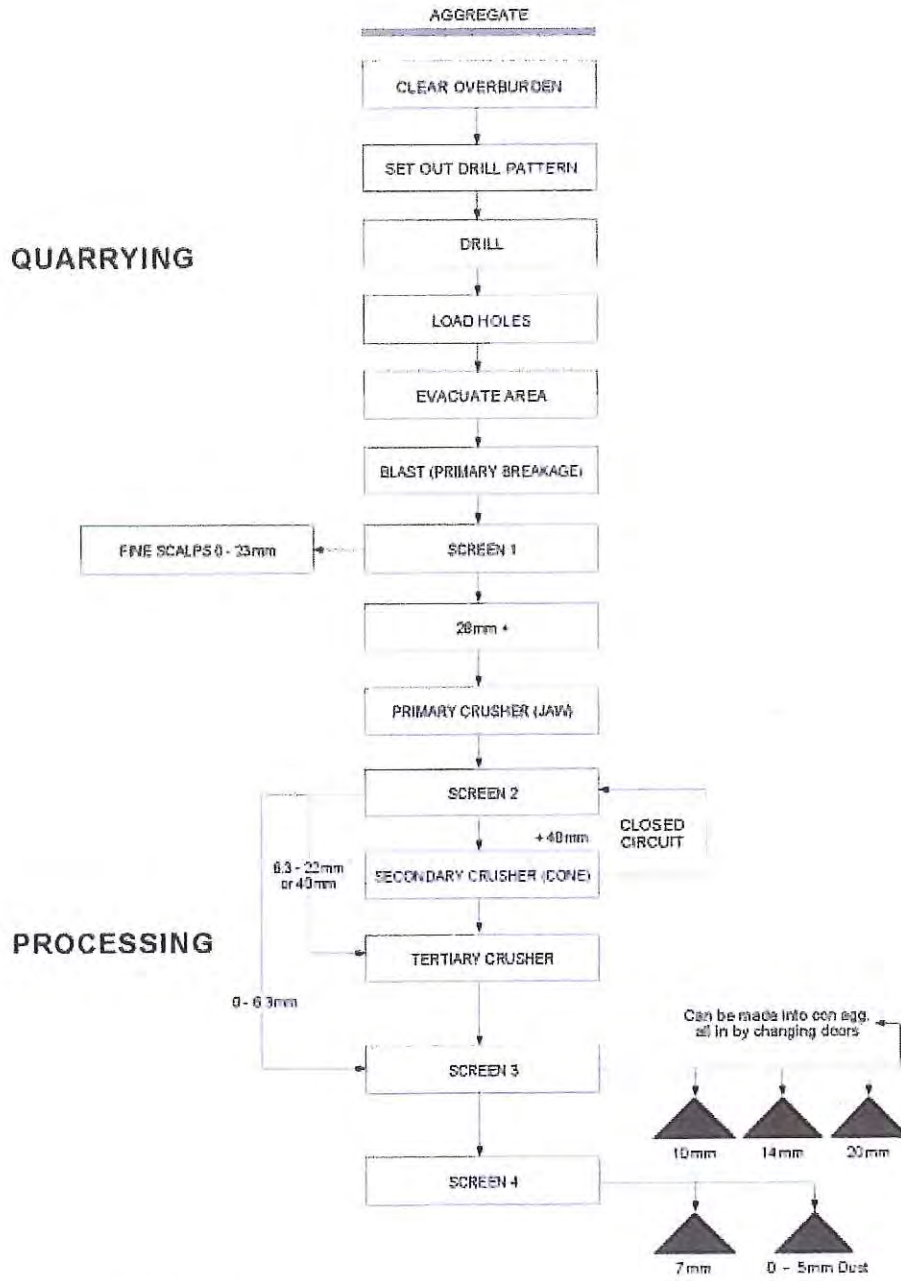 AGGREGATE
CLEAR OVERBURDEN
SET OUT DRILL PATTERN
QUARRYING
DRILL
LOAD HOLES
EVACUATE AREA
BLAST (PRIMARY BREAKAGE)
FINE SCALPS 0 - 23mm
SCREEN 1
28mm +
PRIMARY CRUSHER (JAW)
SCREEN 2
CLOSED
CIRCUIT
+40mm
6.3 - 22mm
or 40mm
SECONDARY CRUSHER (CONE)
PROCESSING
TERTIARY CRUSHER
0 - 6.3mm
Can be made into con agg.
all in by changing doors
SCREEN 3
10mm
14mm
20mm
SCREEN 4
7mm
0 - 5mm Dust